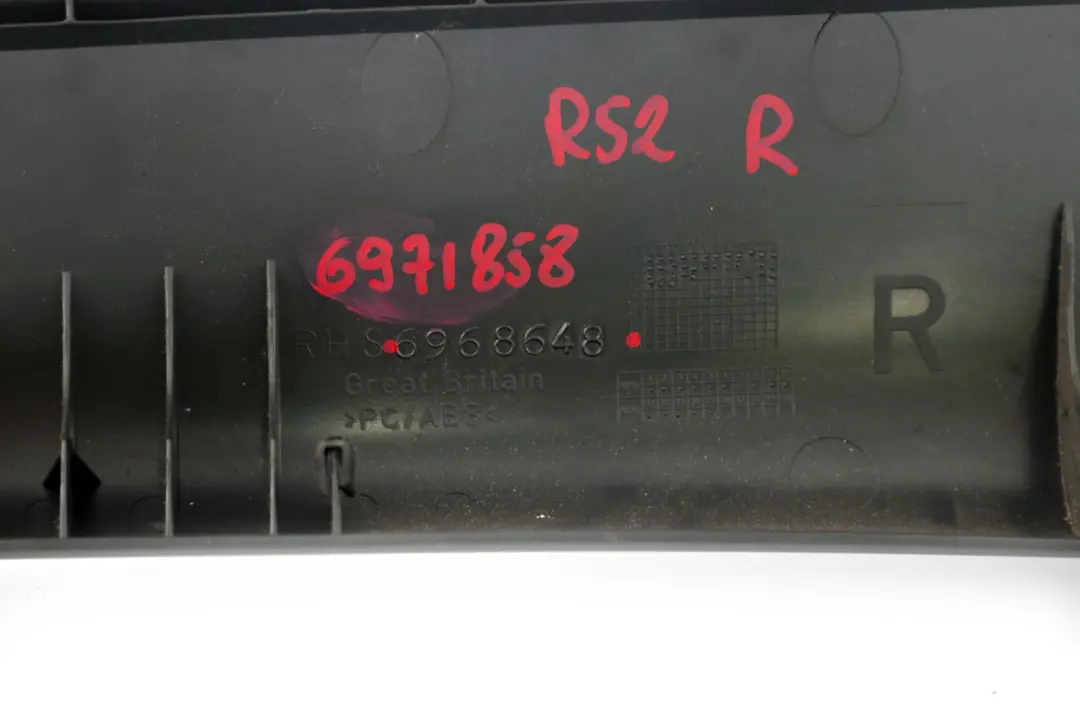 R52 R
6971858
RHS 6968648
R
Great Britain
>PC/ABS<